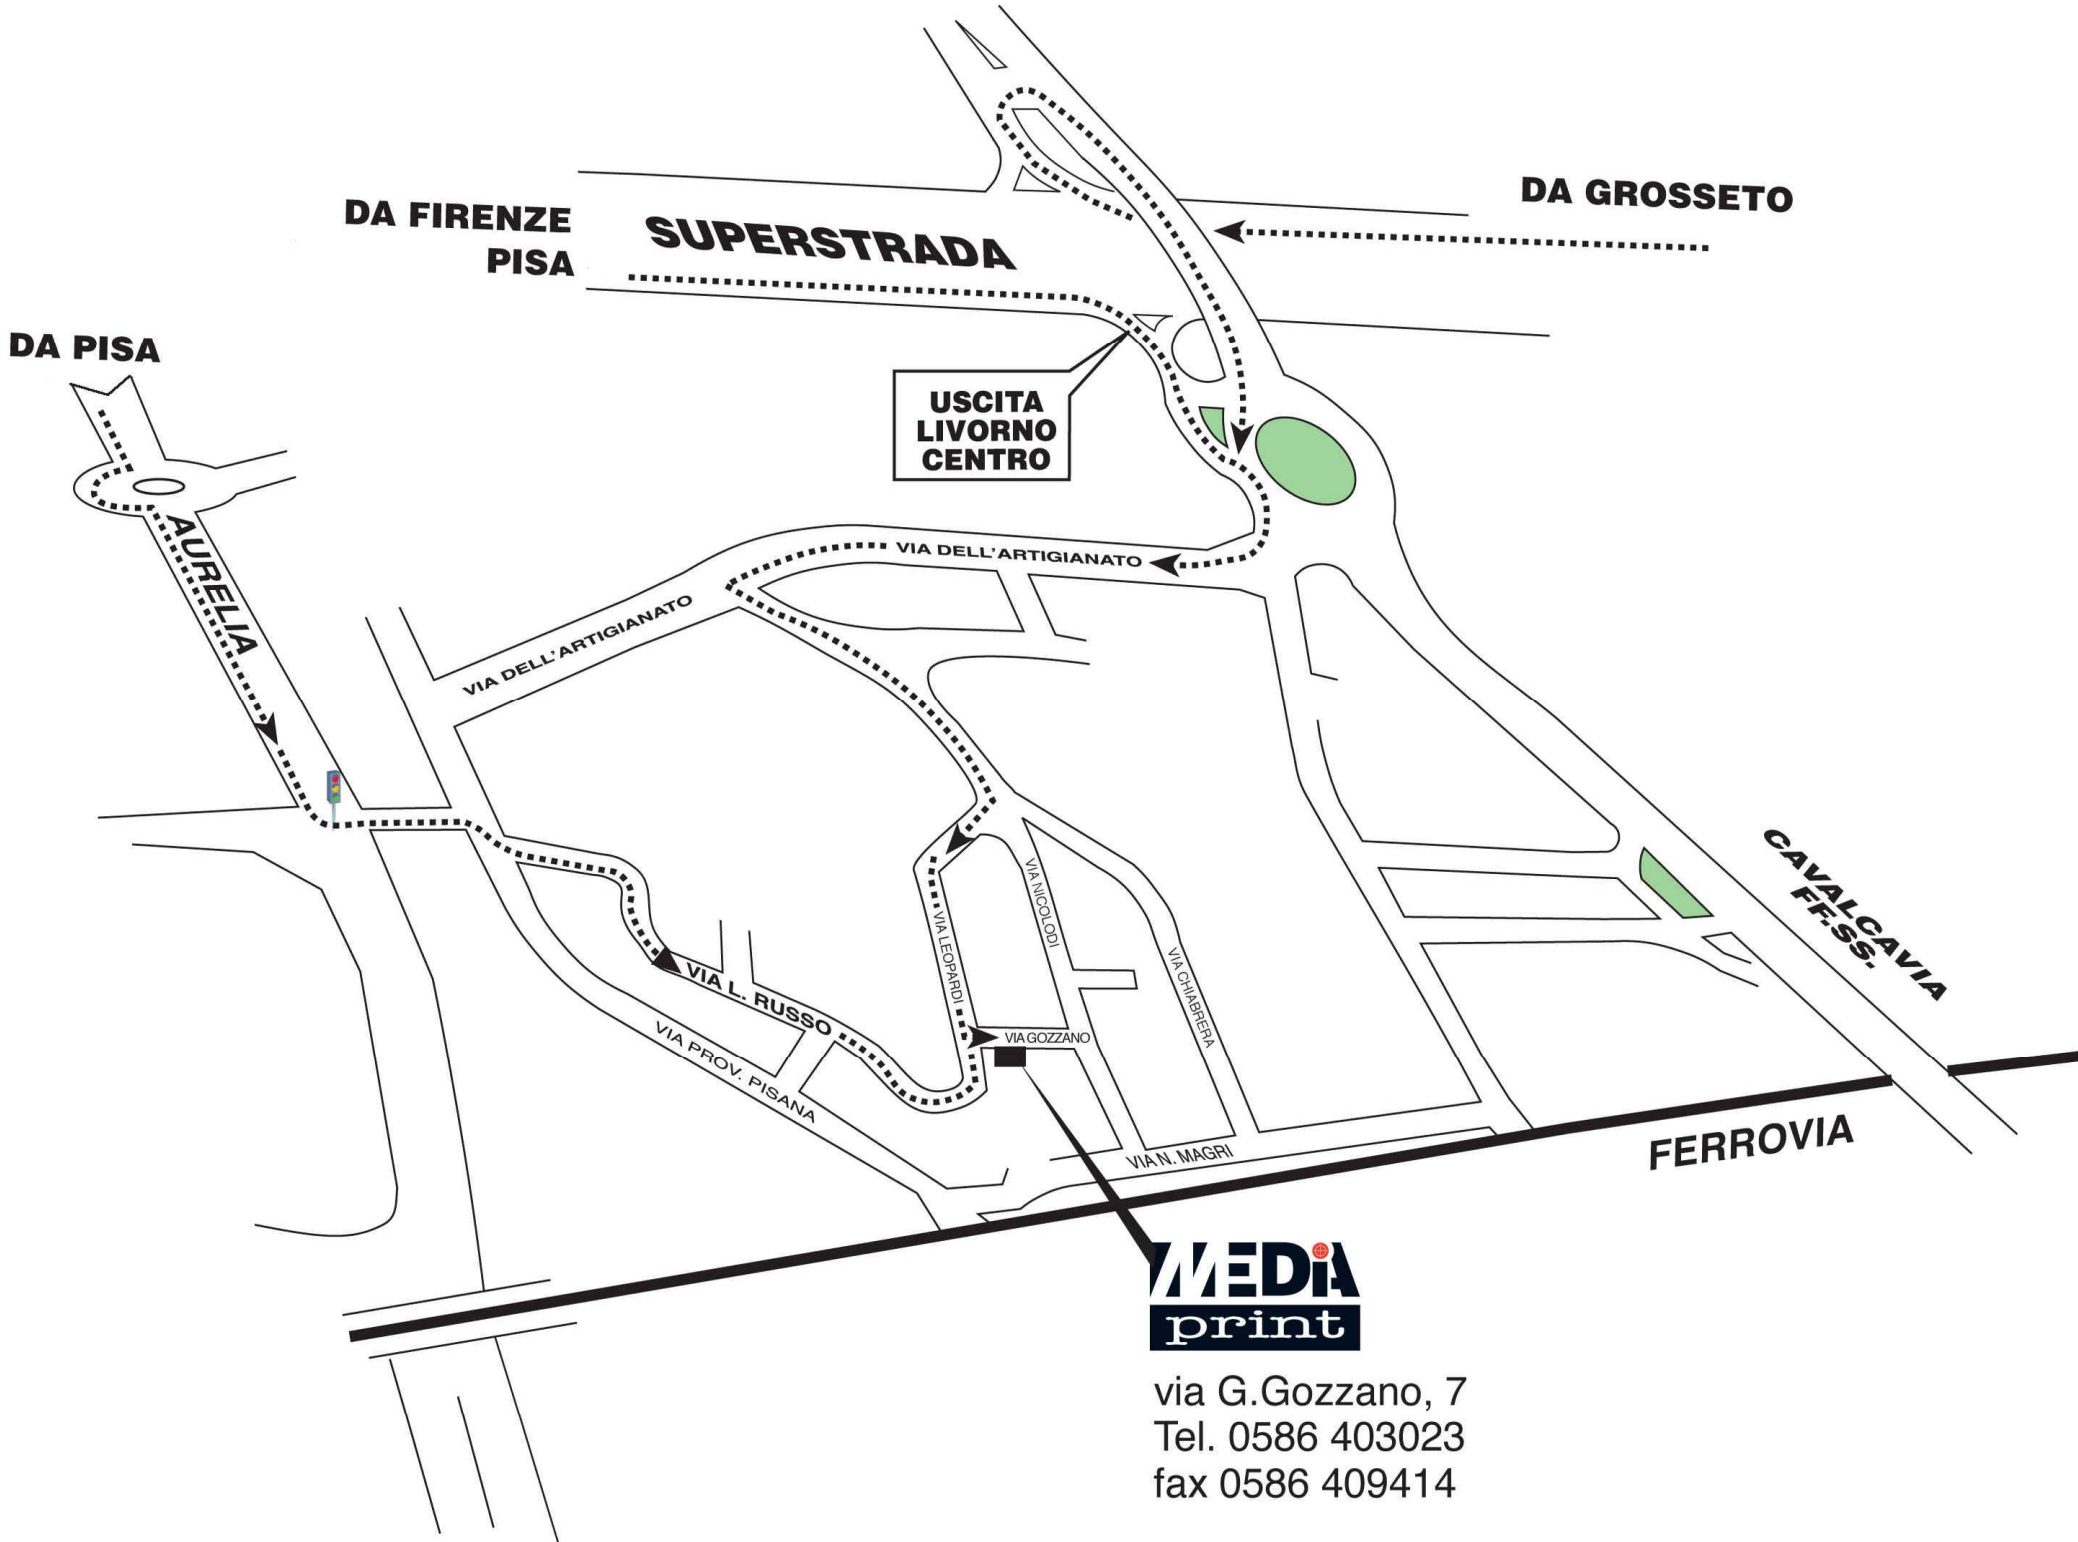 DA GROSSETO
DA FIRENZE
PISA
SUPERSTRADA
DA PISA
USCITA
LIVORNO
CENTRO
AURELIA
VIA DELL'ARTIGIANATO
VIA DELL'ARTIGIANATO
CAVALCAVIA
FF.SS.
VIA NICOLODI
VIA LEOPARDI
VIA CHIABRERA
VIA L. RUSSO
VIA PROV. PISANA
VIA GOZZANO
VIA N. MAGRI
FERROVIA
MEDiA
print
via G.Gozzano, 7
Tel. 0586 403023
fax 0586 409414